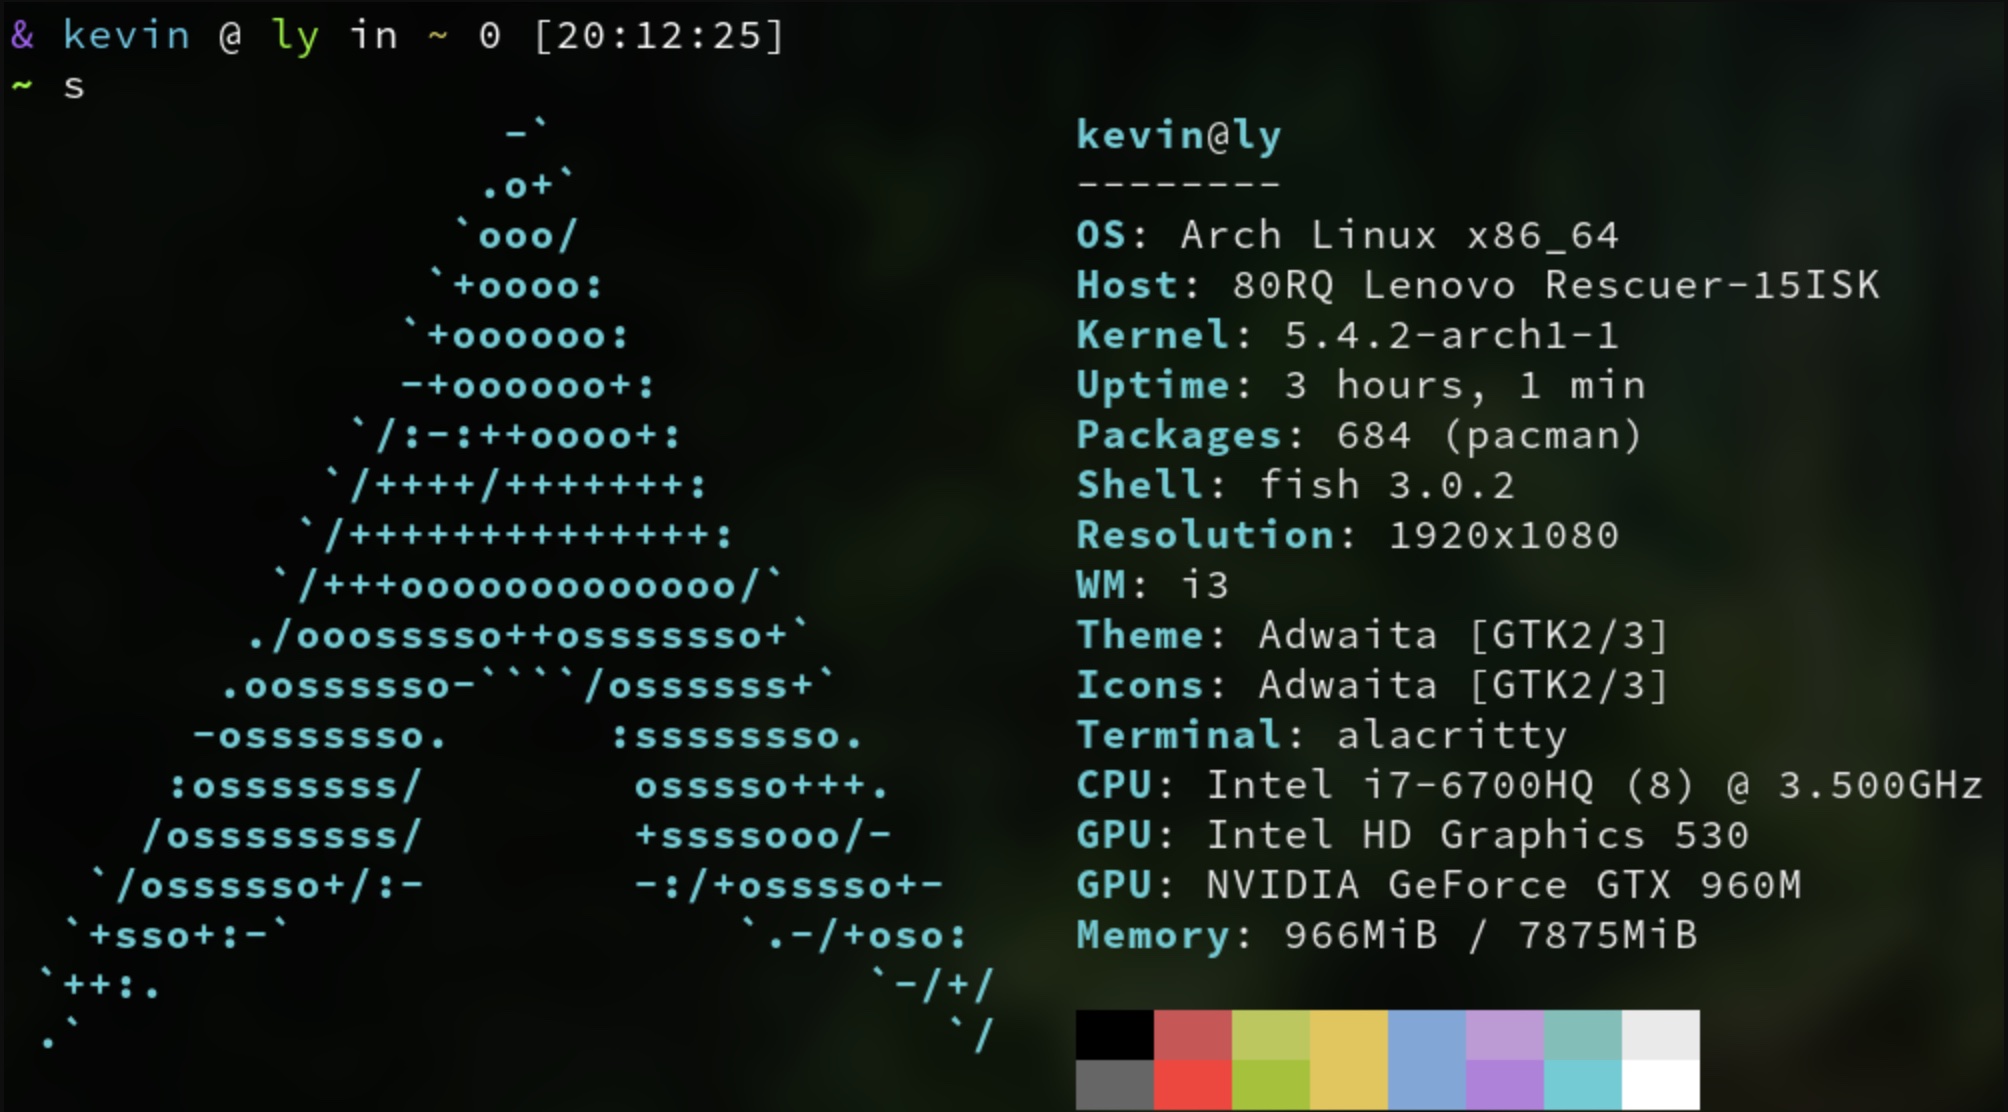 & kevin @ ly in ~ 0 [20:12:25]
~ s
-`
.o+`
`ooo/
`+oooo:
`+oooooo:
-+oooooo+:
`/:-:++oooo+:
`/++++/+++++++:
`/++++++++++++++:
`/+++ooooooooooooo/`
./ooosssso++osssssso+`
.oossssso-````/ossssss+`
-osssssso. :ssssssso.
:osssssss/ osssso+++.
/ossssssss/ +ssssooo/-
`/ossssso+/:- -:/+osssso+-
`+sso+:-` `.-/+oso:
`++:. `-/+/
.` `/
kevin@ly
--------
OS: Arch Linux x86_64
Host: 80RQ Lenovo Rescuer-15ISK
Kernel: 5.4.2-arch1-1
Uptime: 3 hours, 1 min
Packages: 684 (pacman)
Shell: fish 3.0.2
Resolution: 1920x1080
WM: i3
Theme: Adwaita [GTK2/3]
Icons: Adwaita [GTK2/3]
Terminal: alacritty
CPU: Intel i7-6700HQ (8) @ 3.500GHz
GPU: Intel HD Graphics 530
GPU: NVIDIA GeForce GTX 960M
Memory: 966MiB / 7875MiB